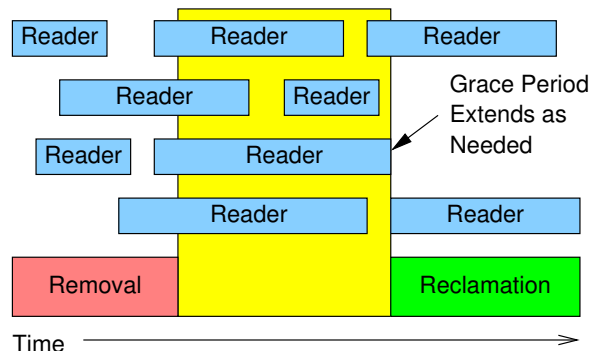 Reader
Reader
Reader
Reader
Reader
Grace Period
Extends as
Needed
Reader
Reader
Reader
Reader
Removal
Reclamation
Time